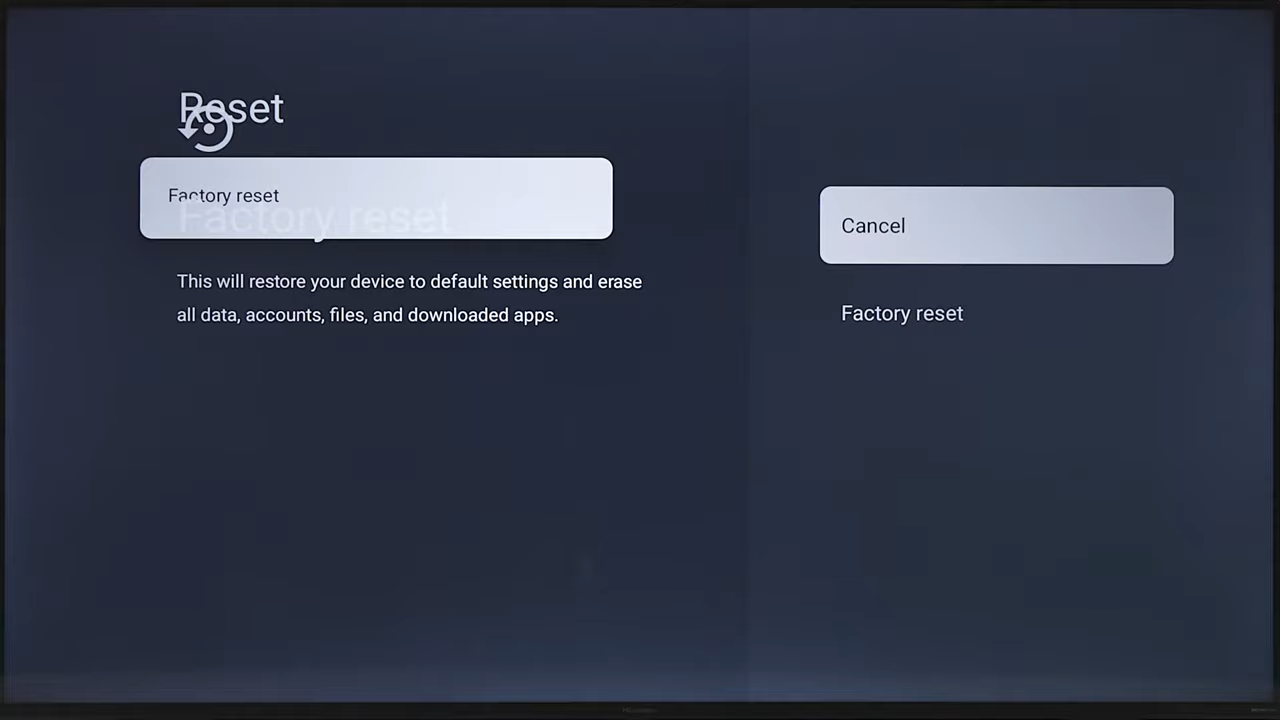 Reset
Factory reset
Factory reset
This will restore your device to default settings and erase
all data, accounts, files, and downloaded apps.
Cancel
Factory reset